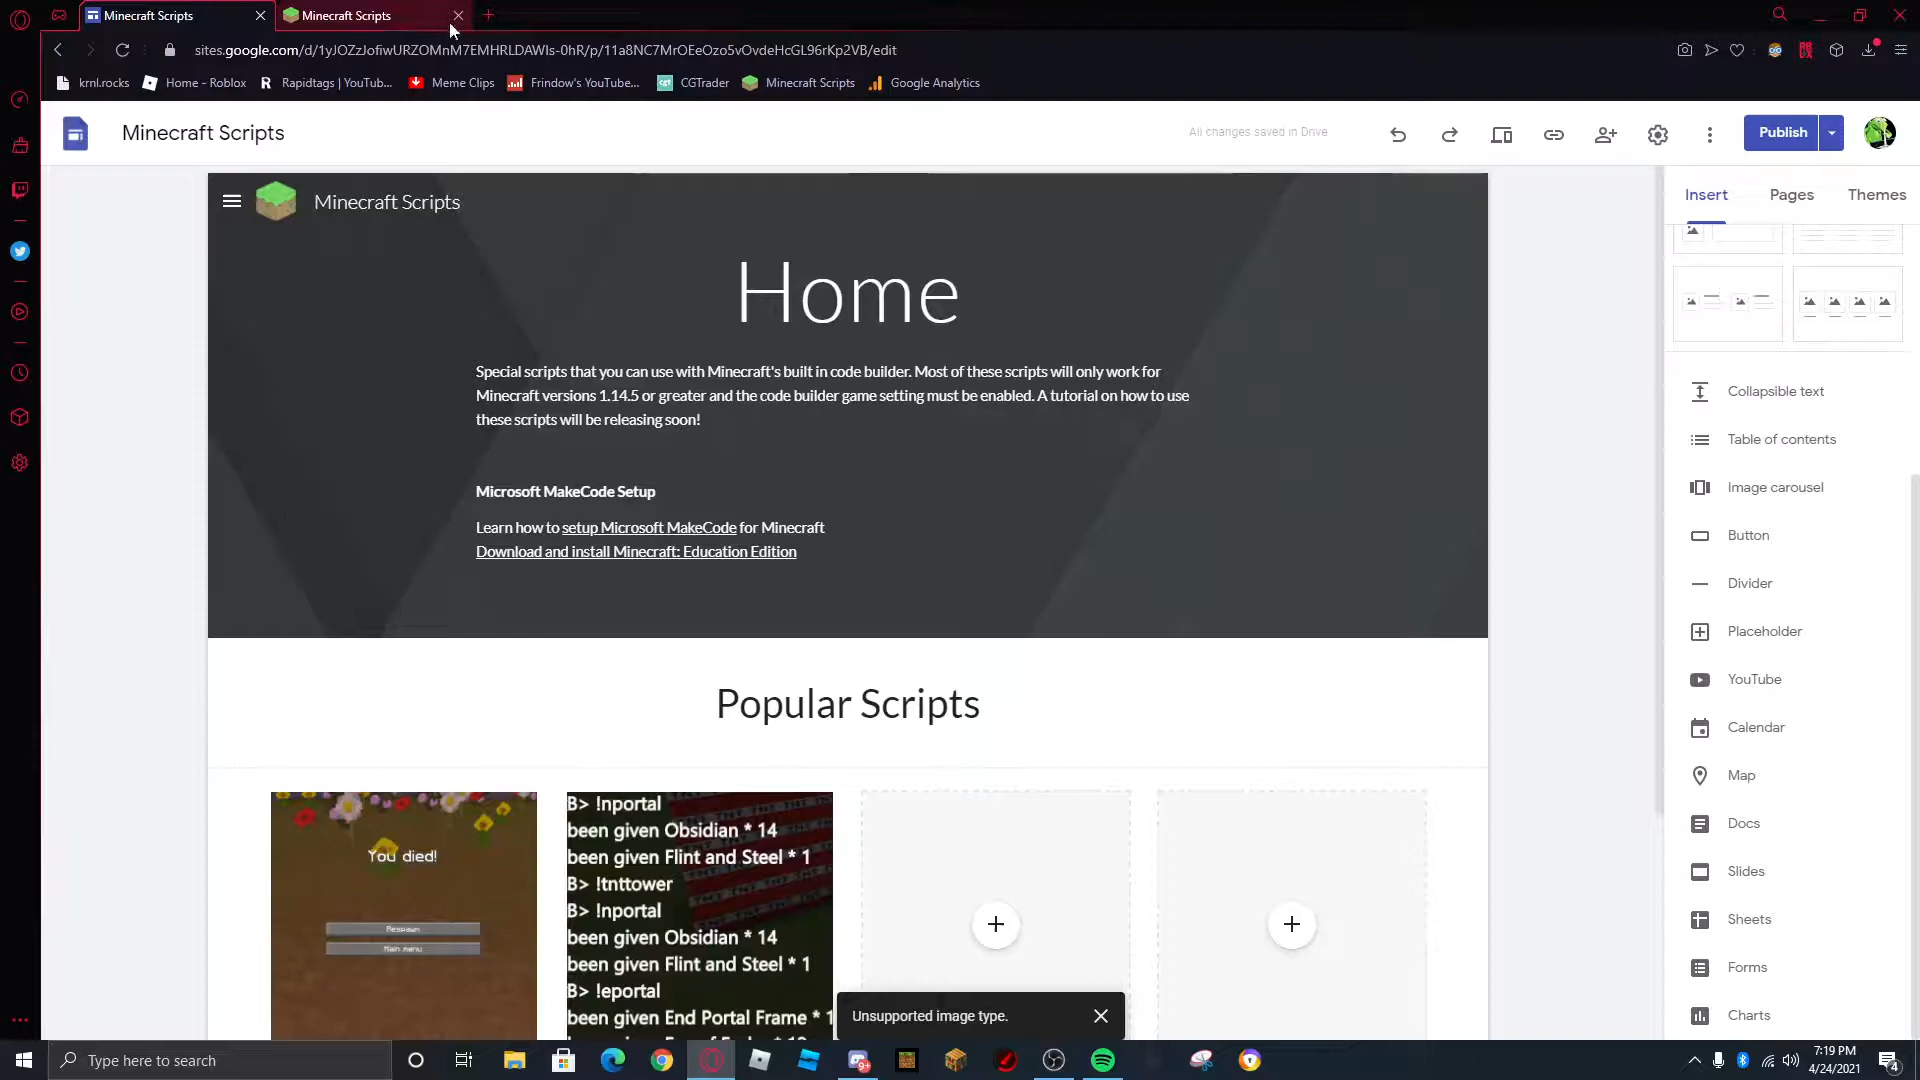 Minecraft Scripts
Minecraft Scripts
sites.google.com/d/1yJOZzJofiwURZOMnM7EMHRLDAWIs-0hR/p/11a8NC7MrOEeOzo5vOvdeHcGL96rKp2VB/edit
krnl.rocks
Home - Roblox
Rapidtags | YouTub...
Meme Clips
Frindow's YouTube...
CGTrader
Minecraft Scripts
Google Analytics
Minecraft Scripts
All changes saved in Drive
Publish
Insert
Pages
Themes
Minecraft Scripts
Home
Special scripts that you can use with Minecraft's built in code builder. Most of these scripts will only work for
Minecraft versions 1.14.5 or greater and the code builder game setting must be enabled. A tutorial on how to use
these scripts will be releasing soon!
Microsoft MakeCode Setup
Learn how to setup Microsoft MakeCode for Minecraft
Download and install Minecraft: Education Edition
Popular Scripts
You died!
Respawn
Main menu
B> !nportal
been given Obsidian * 14
been given Flint and Steel * 1
B> !tnttower
B> !nportal
been given Obsidian * 14
been given Flint and Steel * 1
B> !eportal
been given End Portal Frame * 1
Collapsible text
Table of contents
Image carousel
Button
Divider
Placeholder
YouTube
Calendar
Map
Docs
Slides
Sheets
Forms
Charts
Unsupported image type.
Type here to search
9+
7:19 PM
4/24/2021
4